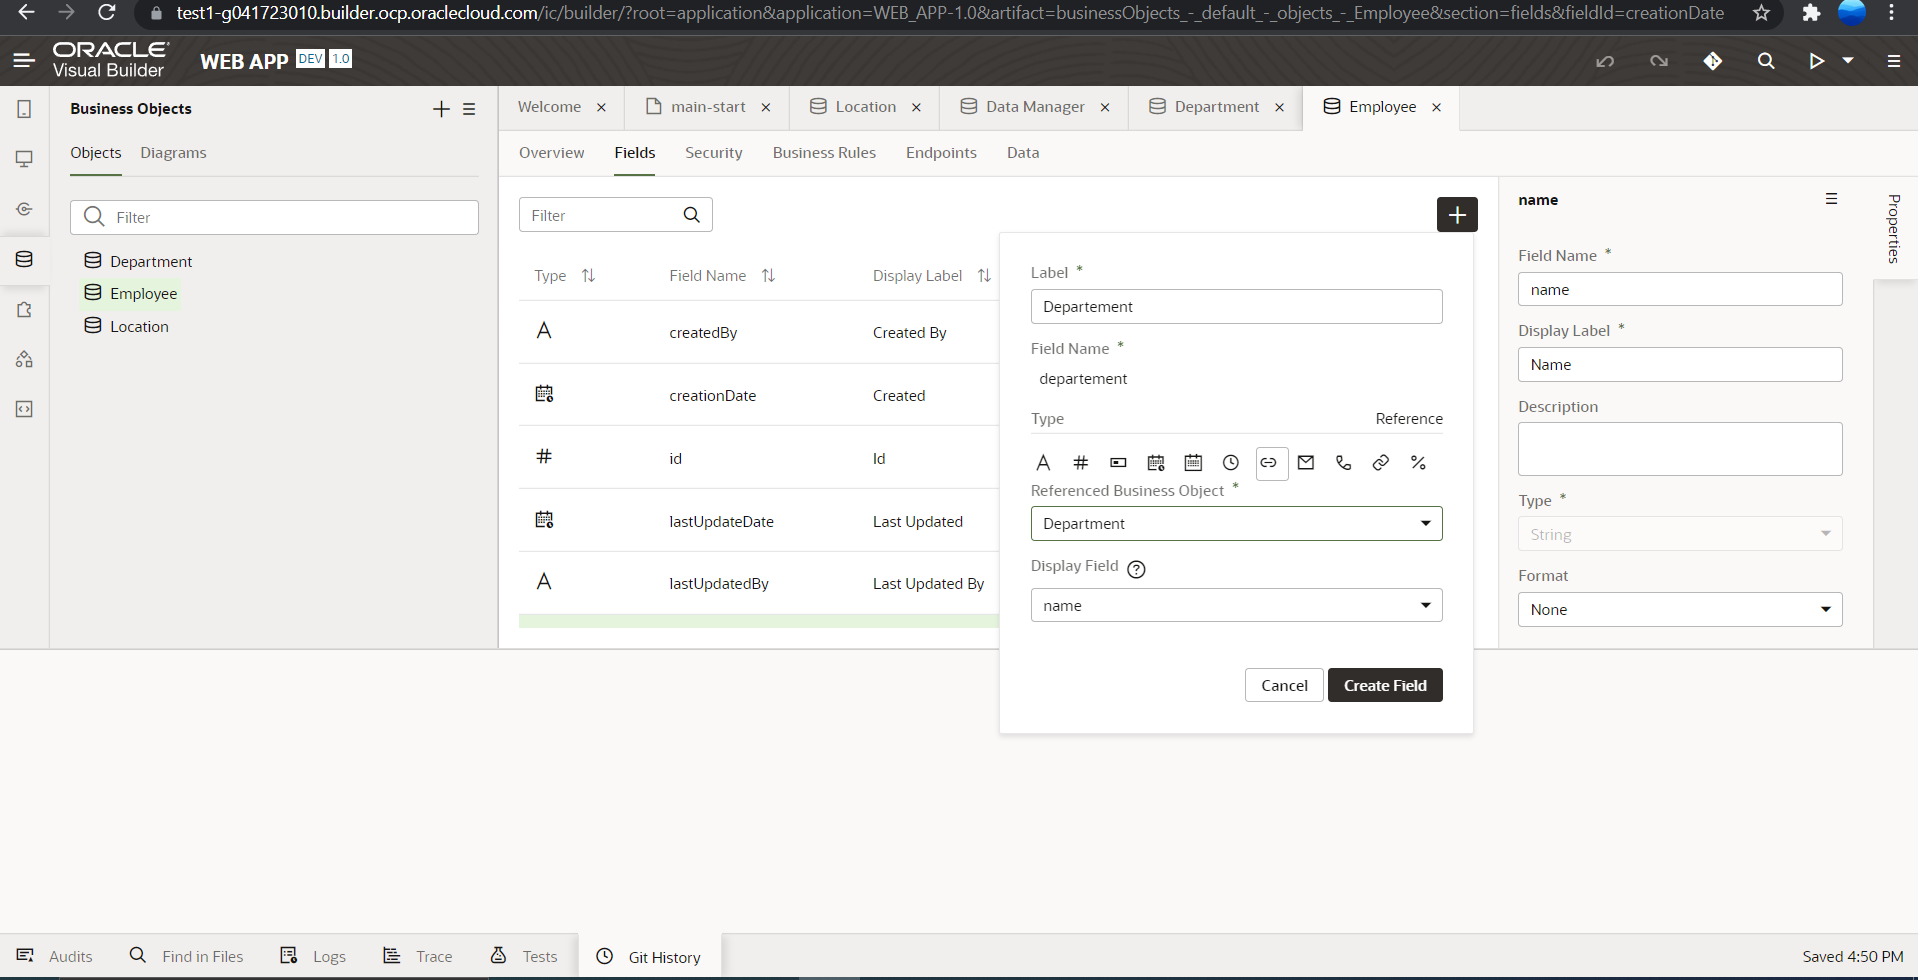 test1-g041723010.builder.ocp.oraclecloud.com/ic/builder/?root=application&application=WEB_APP-1.0&artifact=businessObjects_-_default_-_objects_-_Employee&section=fields&fieldId=creationDate
ORACLE
Visual Builder
WEB APP DEV 1.0
Business Objects
Objects Diagrams
Filter
Department
Employee
Location
Welcome main-start Location Data Manager Department Employee
Overview Fields Security Business Rules Endpoints Data
Filter
Type Field Name Display Label
A createdBy Created By
creationDate Created
# id Id
lastUpdateDate Last Updated
A lastUpdatedBy Last Updated By
Label *
Departement
Field Name *
departement
Type Reference
A # %
Referenced Business Object *
Department
Display Field ?
name
Cancel Create Field
name
Field Name *
name
Display Label *
Name
Description
Type *
String
Format
None
Properties
Audits Find in Files Logs Trace Tests Git History Saved 4:50 PM